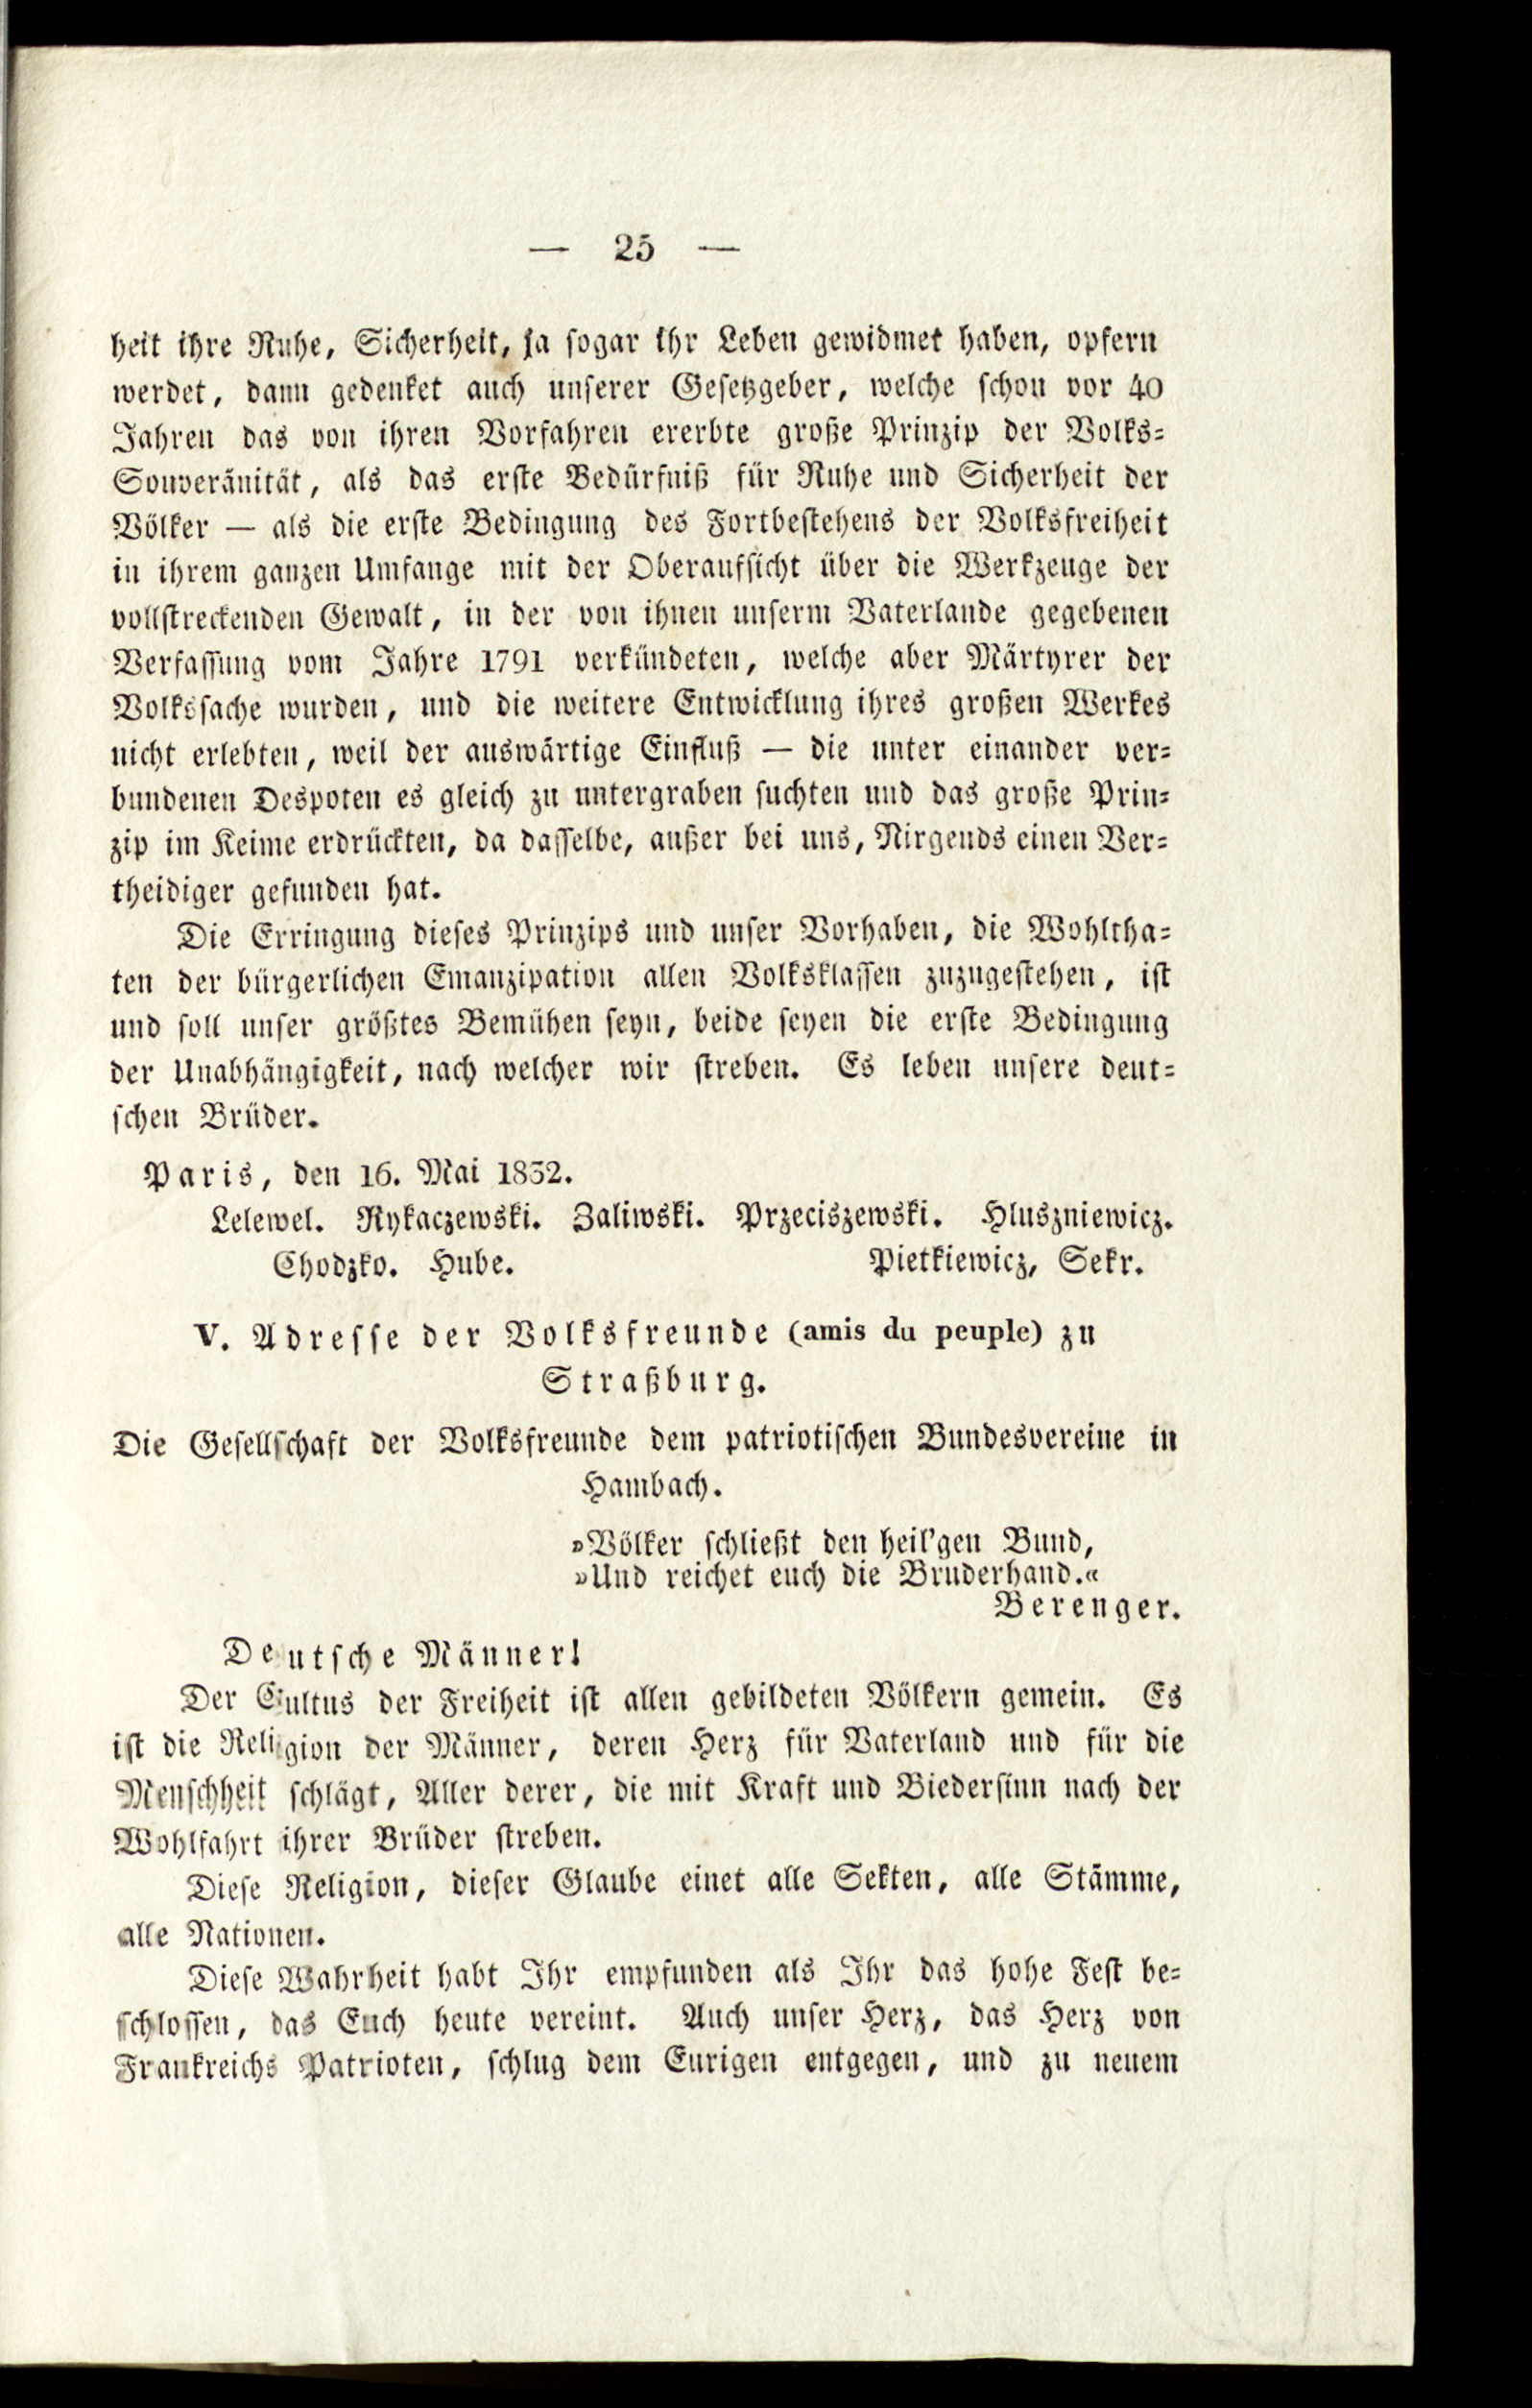 — 25 —
heit ihre Ruhe, Sicherheit, ja sogar ihr Leben gewidmet haben, opfern
werdet, dann gedenket auch unserer Gesetzgeber, welche schon vor 40
Jahren das von ihren Vorfahren ererbte große Prinzip der Volks-
Souveränität, als das erste Bedürfniß für Ruhe und Sicherheit der
Völker — als die erste Bedingung des Fortbestehens der Volksfreiheit
in ihrem ganzen Umfange mit der Oberaufsicht über die Werkzeuge der
vollstreckenden Gewalt, in der von ihnen unserm Vaterlande gegebenen
Verfassung vom Jahre 1791 verkündeten, welche aber Märtyrer der
Volkssache wurden, und die weitere Entwicklung ihres großen Werkes
nicht erlebten, weil der auswärtige Einfluß — die unter einander ver-
bundenen Despoten es gleich zu untergraben suchten und das große Prin-
zip im Keime erdrückten, da dasselbe, außer bei uns, Nirgends einen Ver-
theidiger gefunden hat.
Die Erringung dieses Prinzips und unser Vorhaben, die Wohltha-
ten der bürgerlichen Emanzipation allen Volksklassen zuzugestehen, ist
und soll unser größtes Bemühen seyn, beide seyen die erste Bedingung
der Unabhängigkeit, nach welcher wir streben. Es leben unsere deut-
schen Brüder.
Paris, den 16. Mai 1832.
Lelewel. Rykaczewski. Zaliwski. Przeciszewski. Hluszniewicz.
Chodzko. Hube. Pietkiewicz, Sekr.
V. Adresse der Volksfreunde (amis du peuple) zu
Straßburg.
Die Gesellschaft der Volksfreunde dem patriotischen Bundesvereine in
Hambach.
»Völker schließt den heil'gen Bund,
»Und reichet euch die Bruderhand.«
Berenger.
Deutsche Männer!
Der Cultus der Freiheit ist allen gebildeten Völkern gemein. Es
ist die Religion der Männer, deren Herz für Vaterland und für die
Menschheit schlägt, Aller derer, die mit Kraft und Biedersinn nach der
Wohlfahrt ihrer Brüder streben.
Diese Religion, dieser Glaube einet alle Sekten, alle Stämme,
alle Nationen.
Diese Wahrheit habt Ihr empfunden als Ihr das hohe Fest be-
schlossen, das Euch heute vereint. Auch unser Herz, das Herz von
Frankreichs Patrioten, schlug dem Eurigen entgegen, und zu neuem